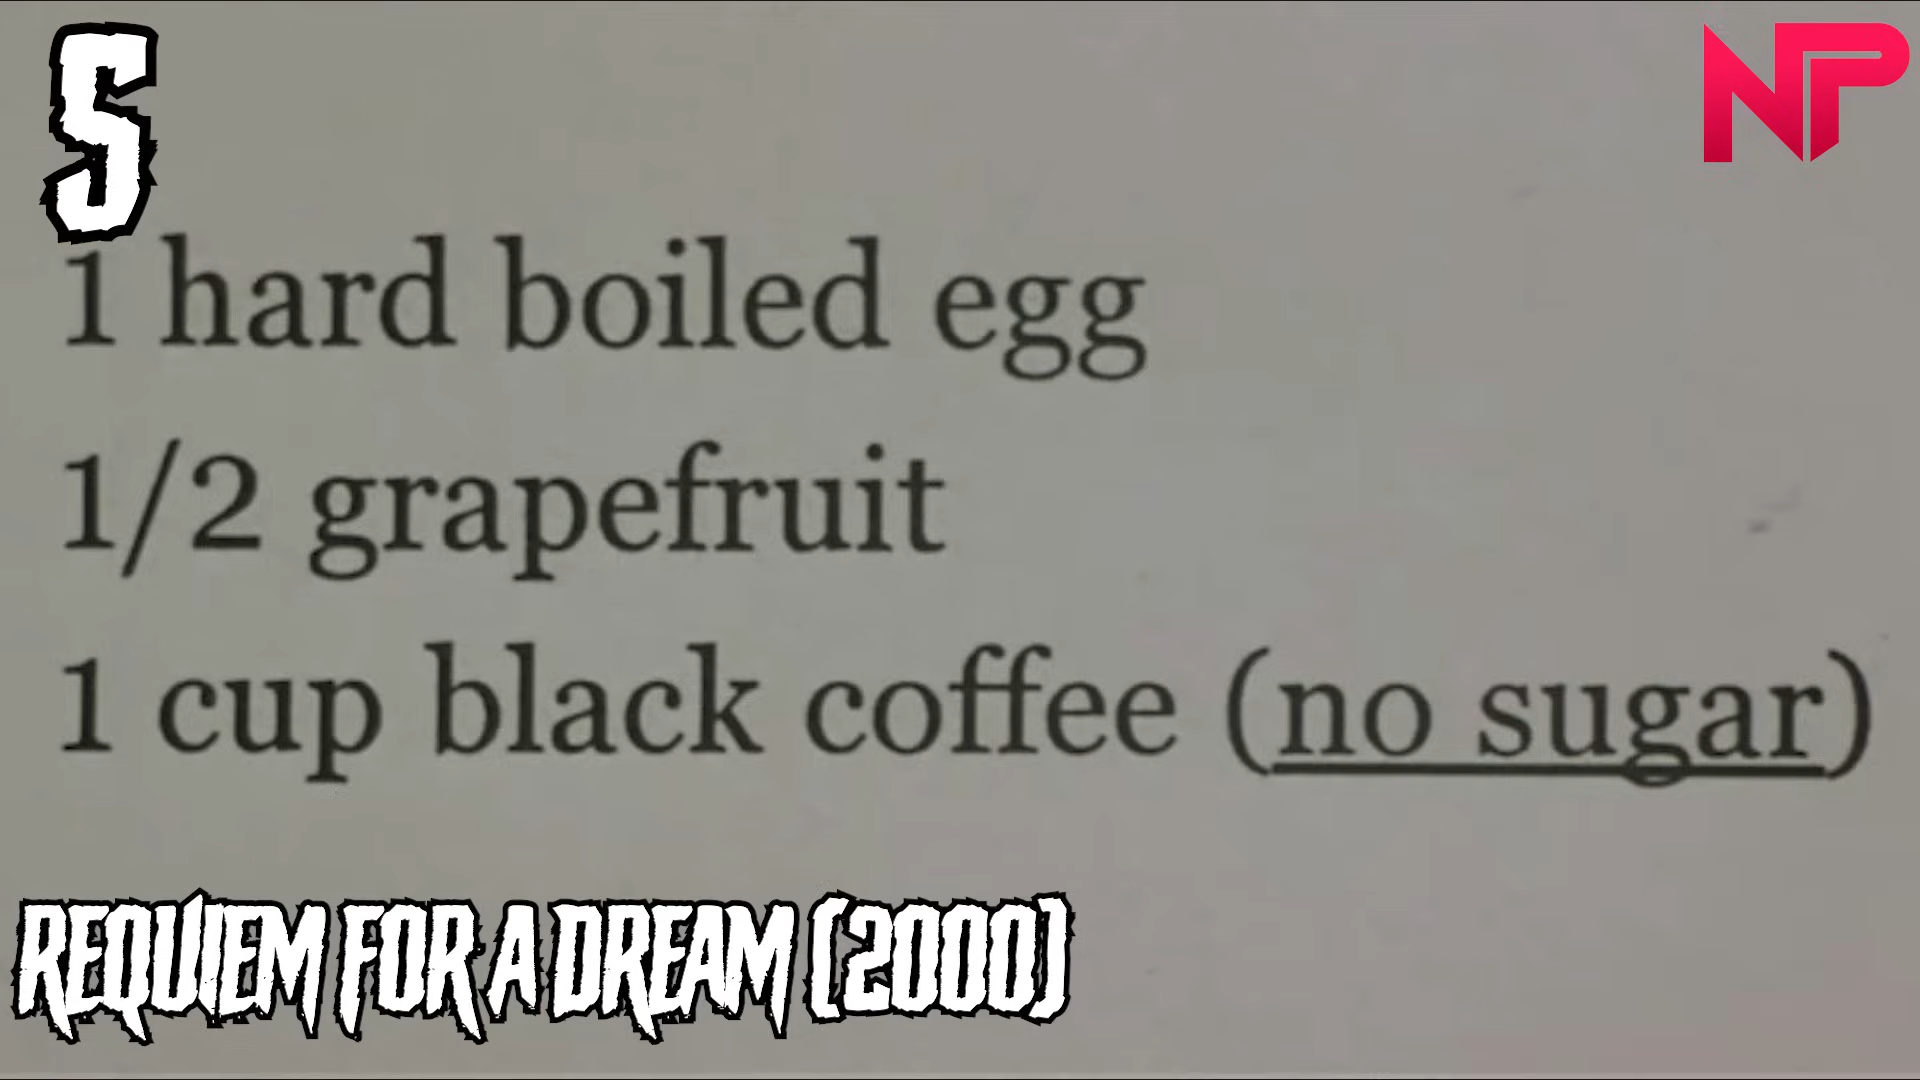 5
NP
1 hard boiled egg
1/2 grapefruit
1 cup black coffee (no sugar)
REQUIEM FOR A DREAM (2000)